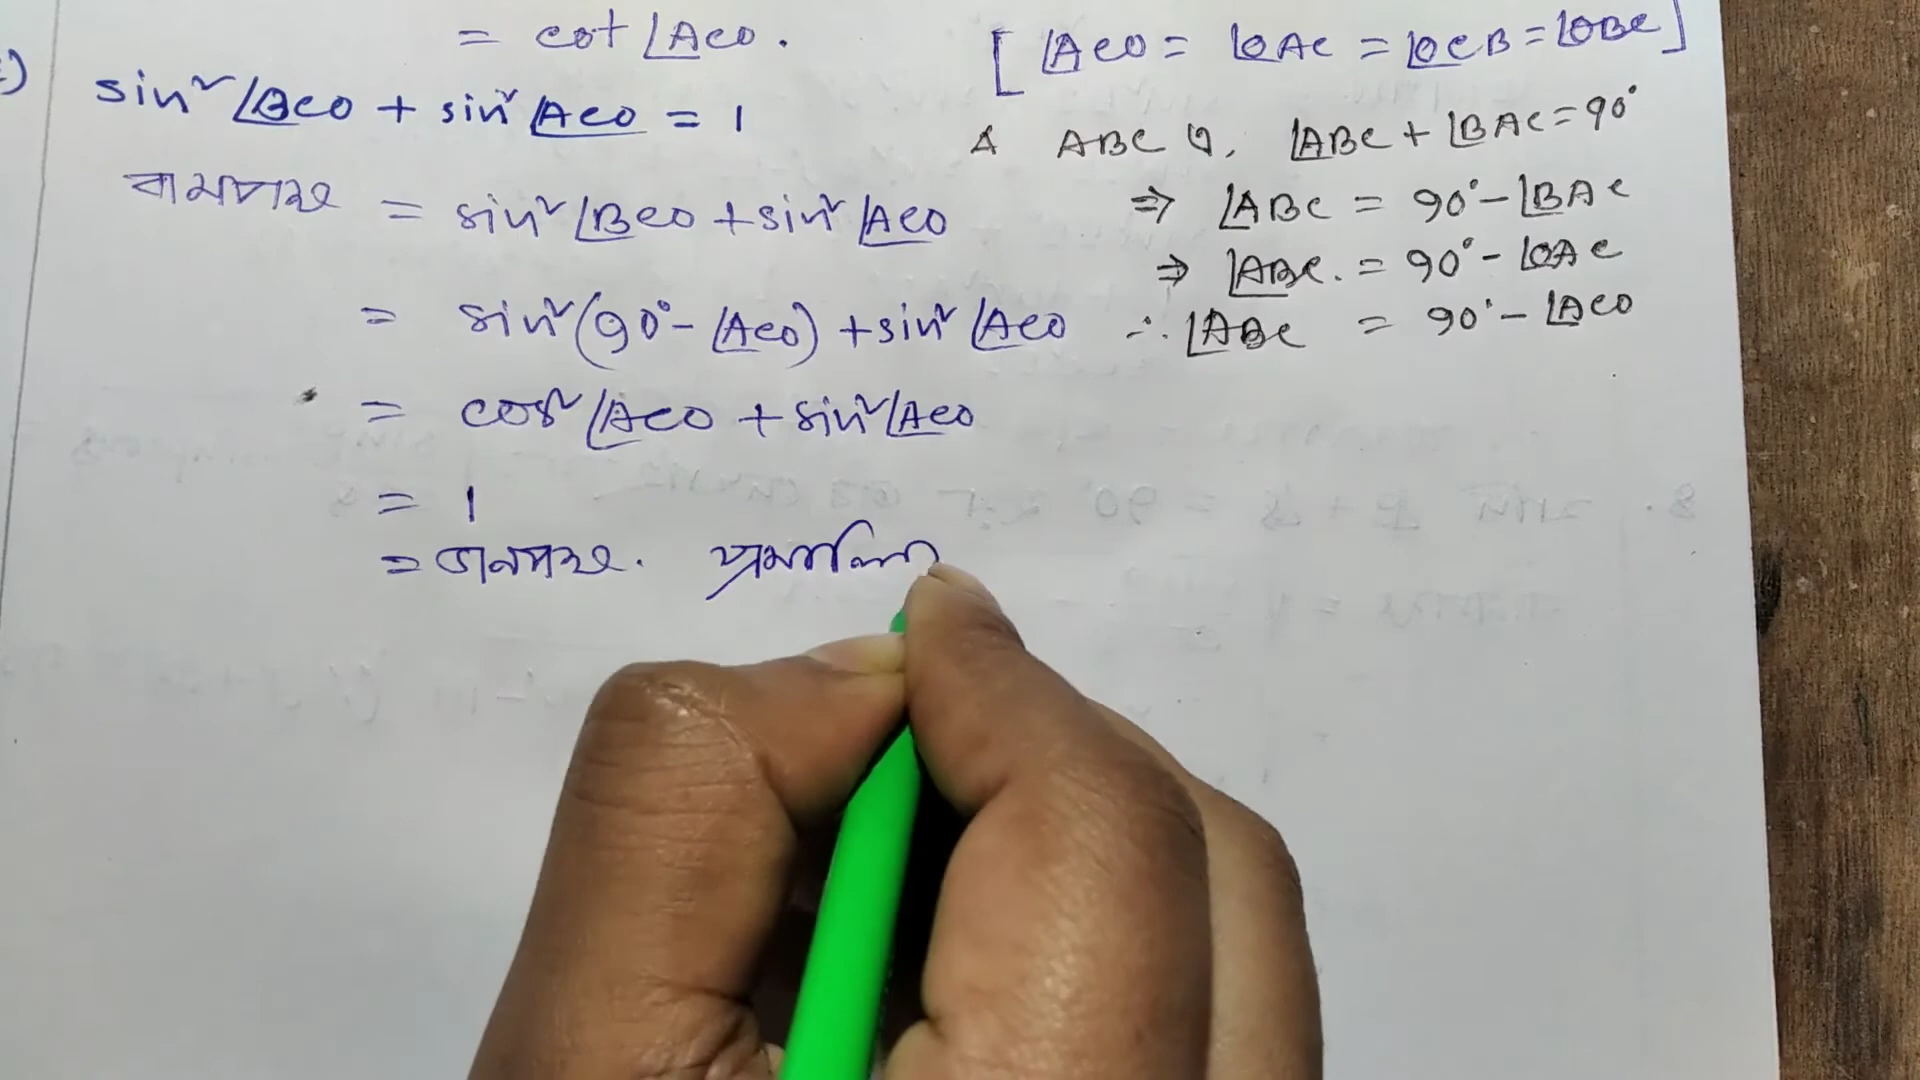 = cot ∠ACO.
[∠ACO = ∠OAC = ∠OCB = ∠OBC]
sin² ∠BCO + sin² ∠ACO = 1
বামপক্ষ = sin² ∠BCO + sin² ∠ACO
= sin² (90° - ∠ACO) + sin² ∠ACO
= cos² ∠ACO + sin² ∠ACO
= 1
= ডানপক্ষ. প্রমাণিত
Δ ABC এ, ∠ABC + ∠BAC = 90°
⇒ ∠ABC = 90° - ∠BAC
⇒ ∠ABC. = 90° - ∠OAC
∴ ∠ABC = 90° - ∠ACO